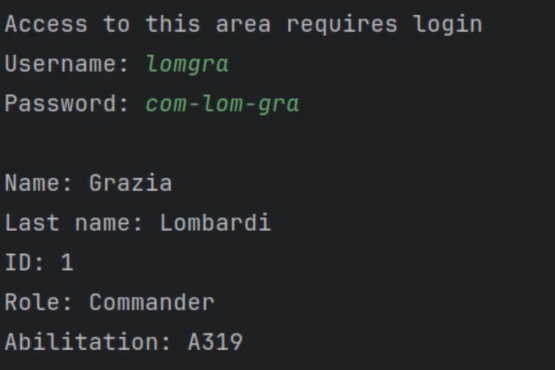 Access to this area requires login
Username: lomgra
Password: com-lom-gra
Name: Grazia
Last name: Lombardi
ID: 1
Role: Commander
Abilitation: A319